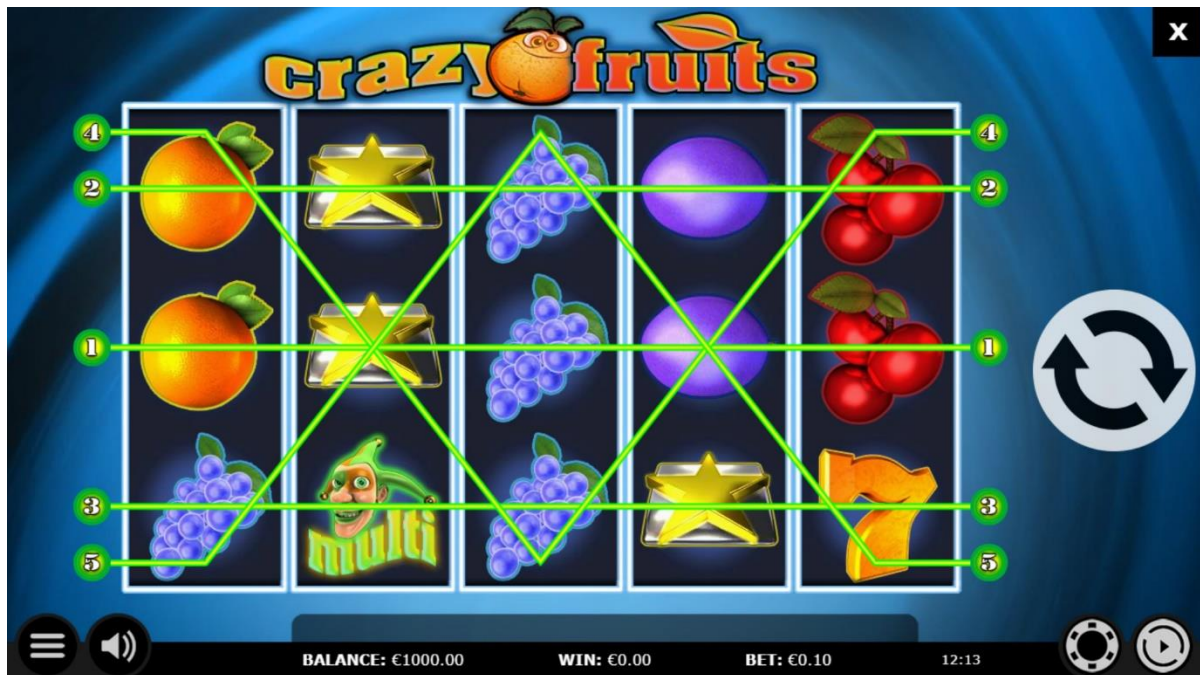 crazy fruits
X
4 4
2 2
1 1
multi
3 3
5 5
BALANCE: €1000.00 WIN: €0.00 BET: €0.10 12:13